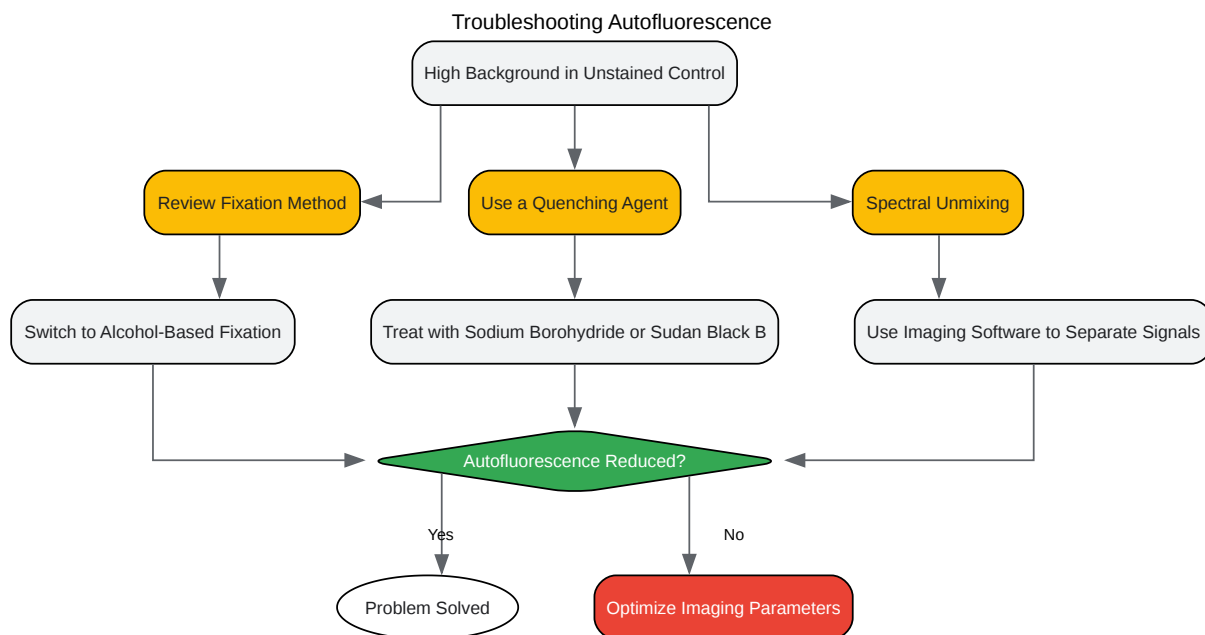 Troubleshooting Autofluorescence
High Background in Unstained Control
Review Fixation Method
Use a Quenching Agent
Spectral Unmixing
Switch to Alcohol-Based Fixation
Treat with Sodium Borohydride or Sudan Black B
Use Imaging Software to Separate Signals
Autofluorescence Reduced?
Yes
No
Problem Solved
Optimize Imaging Parameters